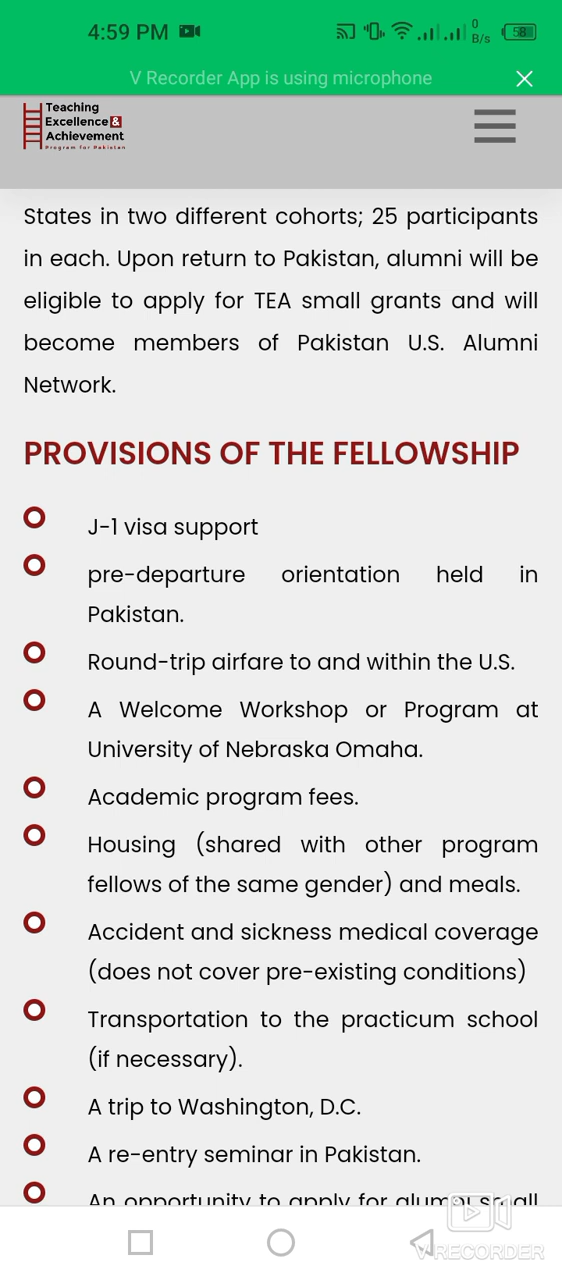 4:59 PM
0
B/s
58
V Recorder App is using microphone
Teaching
Excellence &
Achievement
Program for Pakistan
States in two different cohorts; 25 participants
in each. Upon return to Pakistan, alumni will be
eligible to apply for TEA small grants and will
become members of Pakistan U.S. Alumni
Network.
PROVISIONS OF THE FELLOWSHIP
J-1 visa support
pre-departure orientation held in
Pakistan.
Round-trip airfare to and within the U.S.
A Welcome Workshop or Program at
University of Nebraska Omaha.
Academic program fees.
Housing (shared with other program
fellows of the same gender) and meals.
Accident and sickness medical coverage
(does not cover pre-existing conditions)
Transportation to the practicum school
(if necessary).
A trip to Washington, D.C.
A re-entry seminar in Pakistan.
An opportunity to apply for alumni small
V RECORDER